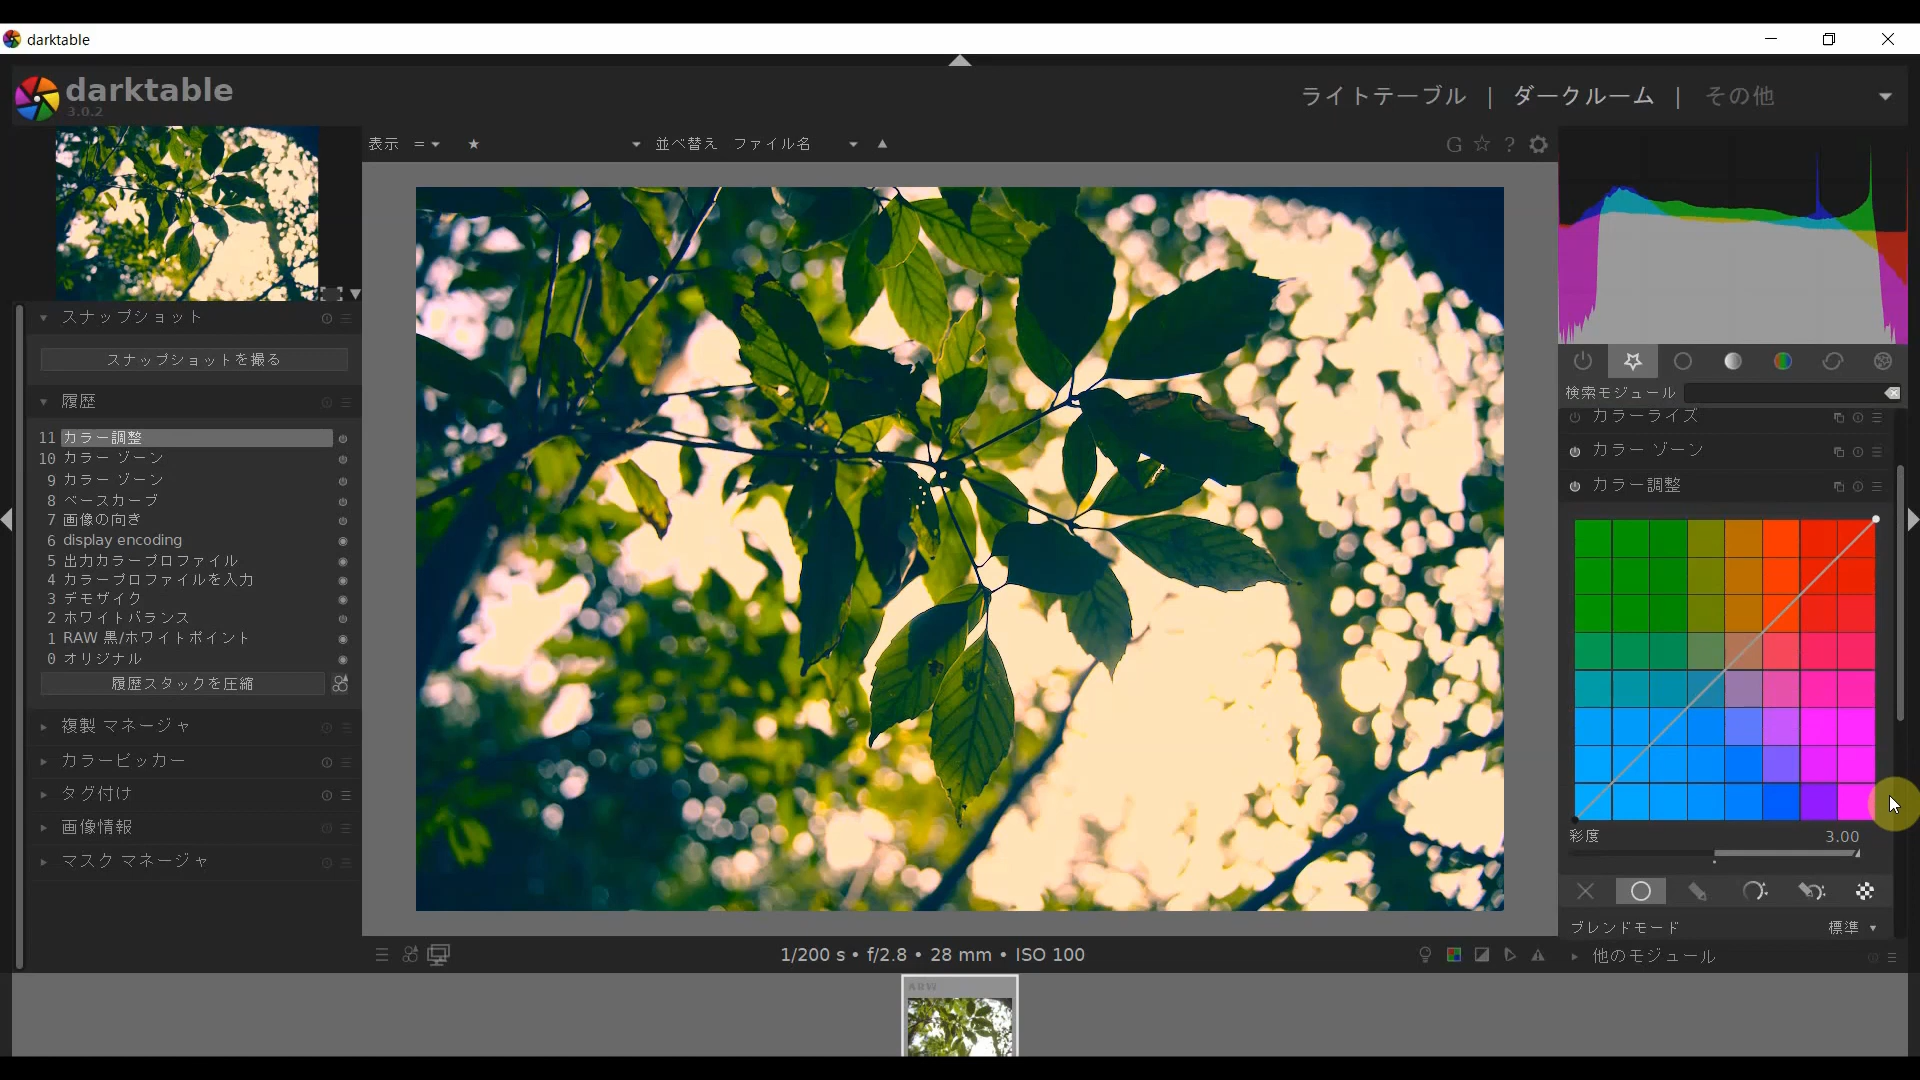 darktable
darktable
3.0.2
ライトテーブル | ダークルーム | その他
表示 = ★ 並べ替え ファイル名
G ☆ ?
スナップショット
スナップショットを撮る
履歴
11 カラー調整
10 カラー ゾーン
9 カラー ゾーン
8 ベースカーブ
7 画像の向き
6 display encoding
5 出力カラープロファイル
4 カラープロファイルを入力
3 デモザイク
2 ホワイトバランス
1 RAW 黒/ホワイトポイント
0 オリジナル
履歴スタックを圧縮
複製 マネージャ
カラーピッカー
タグ付け
画像情報
マスク マネージャ
検索モジュール
カラーライズ
カラー ゾーン
カラー調整
彩度 3.00
ブレンドモード 標準
他のモジュール
1/200 s • f/2.8 • 28 mm • ISO 100
ARW